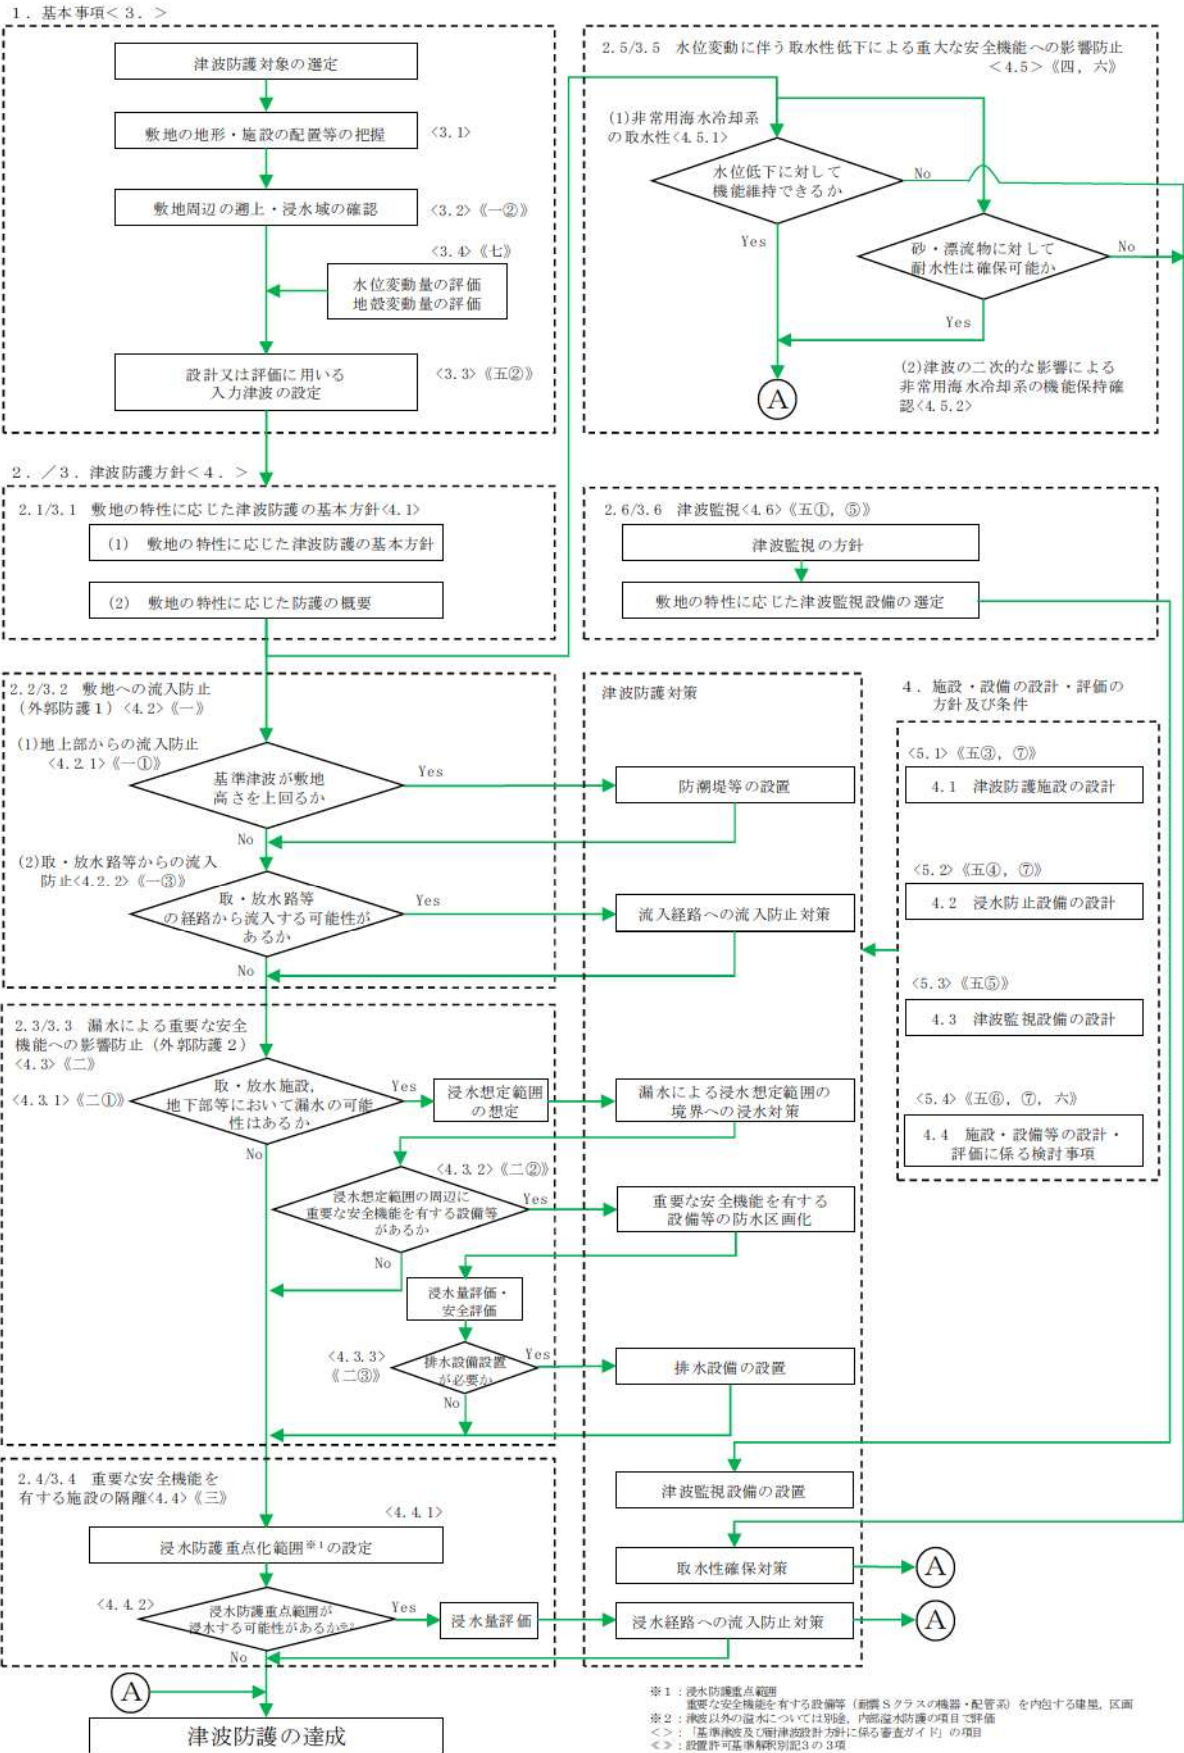 1．基本事項＜3．＞
津波防護対象の選定
敷地の地形・施設の配置等の把握
<3.1>
敷地周辺の遡上・浸水域の確認
<3.2>《一②》
<3.4>《七》
水位変動量の評価
地殻変動量の評価
設計又は評価に用いる
入力津波の設定
<3.3>《五②》
2.5/3.5 水位変動に伴う取水性低下による重大な安全機能への影響防止
<4.5>《四，六》
(1)非常用海水冷却系
の取水性<4.5.1>
水位低下に対して
機能維持できるか
No
Yes
砂・漂流物に対して
耐水性は確保可能か
No
Yes
(2)津波の二次的な影響による
非常用海水冷却系の機能保持確
認<4.5.2>
A
2．／3．津波防護方針＜4．＞
2.1/3.1 敷地の特性に応じた津波防護の基本方針<4.1>
(1) 敷地の特性に応じた津波防護の基本方針
(2) 敷地の特性に応じた防護の概要
2.6/3.6 津波監視<4.6>《五①，⑤》
津波監視の方針
敷地の特性に応じた津波監視設備の選定
2.2/3.2 敷地への流入防止
（外郭防護1）<4.2>《一》
(1)地上部からの流入防止
<4.2.1>《一①》
基準津波が敷地
高さを上回るか
Yes
No
防潮堤等の設置
(2)取・放水路等からの流入
防止<4.2.2>《一③》
取・放水路等
の経路から流入する可能性が
あるか
Yes
No
流入経路への流入防止対策
津波防護対策
4．施設・設備の設計・評価の
方針及び条件
<5.1>《五③，⑦》
4.1 津波防護施設の設計
<5.2>《五④，⑦》
4.2 浸水防止設備の設計
<5.3>《五⑤》
4.3 津波監視設備の設計
<5.4>《五⑥，⑦，六》
4.4 施設・設備等の設計・
評価に係る検討事項
2.3/3.3 漏水による重要な安全
機能への影響防止（外郭防護2）
<4.3>《二》
<4.3.1>《二①》
取・放水施設，
地下部等において漏水の可能
性はあるか
Yes
No
浸水想定範囲
の想定
漏水による浸水想定範囲の
境界への浸水対策
<4.3.2>《二②》
浸水想定範囲の周辺に
重要な安全機能を有する設備等
があるか
Yes
No
重要な安全機能を有する
設備等の防水区画化
浸水量評価・
安全評価
<4.3.3>
《二③》
排水設備設置
が必要か
Yes
No
排水設備の設置
2.4/3.4 重要な安全機能を
有する施設の隔離<4.4>《三》
<4.4.1>
浸水防護重点化範囲※1の設定
<4.4.2>
浸水防護重点範囲が
浸水する可能性があるか※2
Yes
No
浸水量評価
津波監視設備の設置
取水性確保対策
A
浸水経路への流入防止対策
A
A
津波防護の達成
※1：浸水防護重点範囲
重要な安全機能を有する設備等（耐震Sクラスの機器・配管系）を内包する建屋，区画
※2：津波以外の溢水については別途，内部溢水防護の項目で評価
<>：「基準津波及び耐津波設計方針に係る審査ガイド」の項目
≪≫：設置許可基準解釈別記3の3項